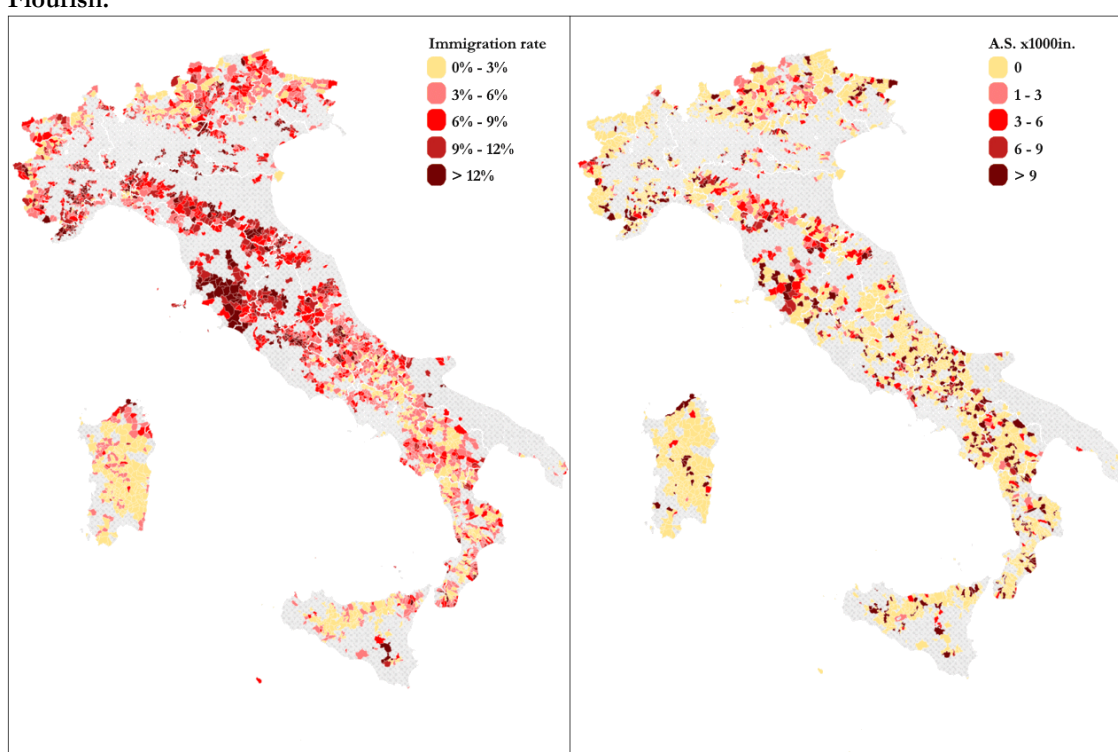 Flourish.
Immigration rate
0% - 3%
3% - 6%
6% - 9%
9% - 12%
> 12%
A.S. x1000in.
0
1 - 3
3 - 6
6 - 9
> 9